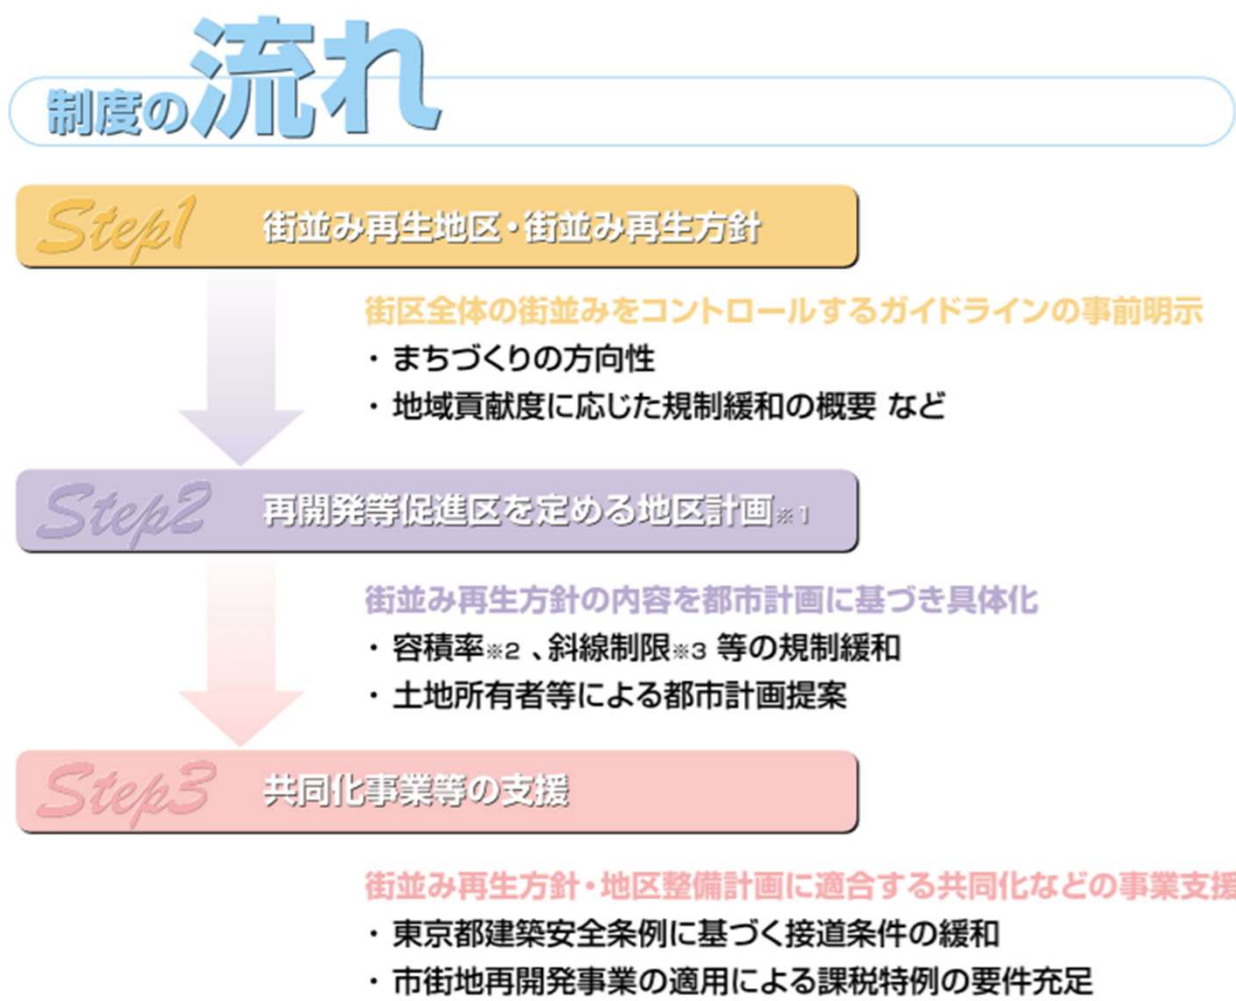 制度の流れ
Step1 街並み再生地区・街並み再生方針
街区全体の街並みをコントロールするガイドラインの事前明示
・まちづくりの方向性
・地域貢献度に応じた規制緩和の概要 など
Step2 再開発等促進区を定める地区計画※1
街並み再生方針の内容を都市計画に基づき具体化
・容積率※2 、斜線制限※3 等の規制緩和
・土地所有者等による都市計画提案
Step3 共同化事業等の支援
街並み再生方針・地区整備計画に適合する共同化などの事業支援
・東京都建築安全条例に基づく接道条件の緩和
・市街地再開発事業の適用による課税特例の要件充足